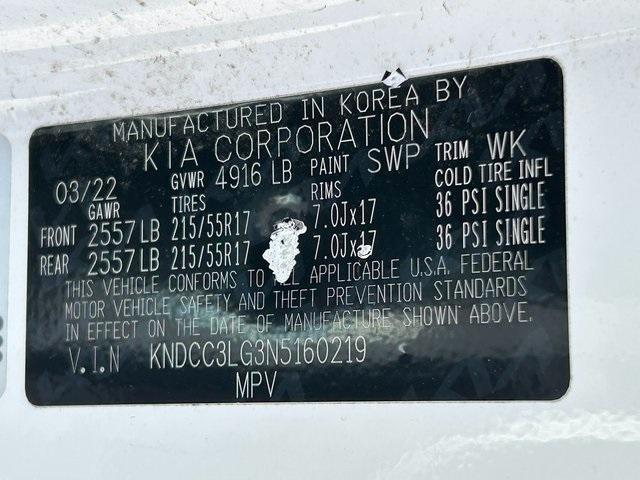 MANUFACTURED IN KOREA BY
KIA CORPORATION
03/22 GVWR 4916 LB PAINT SWP TRIM WK
GAWR TIRES RIMS COLD TIRE INFL
FRONT 2557 LB 215/55R17 7.0Jx17 36 PSI SINGLE
REAR 2557 LB 215/55R17 7.0Jx17 36 PSI SINGLE
THIS VEHICLE CONFORMS TO ALL APPLICABLE U.S.A. FEDERAL
MOTOR VEHICLE SAFETY AND THEFT PREVENTION STANDARDS
IN EFFECT ON THE DATE OF MANUFACTURE SHOWN ABOVE.
V.I.N KNDCC3LG3N5160219
MPV